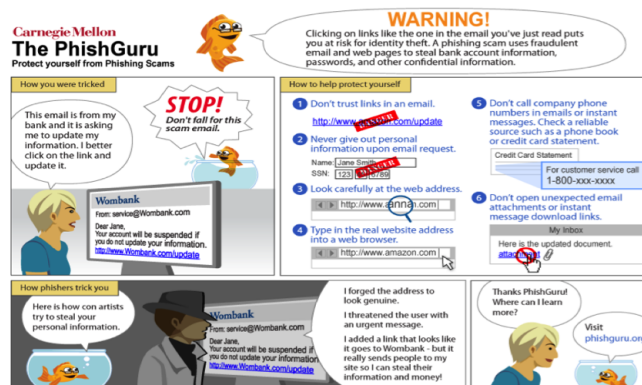 Carnegie Mellon
The PhishGuru
Protect yourself from Phishing Scams
WARNING!
Clicking on links like the one in the email you've just read puts
you at risk for identity theft. A phishing scam uses fraudulent
email and web pages to steal bank account information,
passwords, and other confidential information.
How you were tricked
This email is from my
bank and it is asking
me to update my
information. I better
click on the link and
update it.
STOP!
Don't fall for this
scam email.
Wombank
From: service@Wombank.com
Dear Jane,
Your account will be suspended if
you do not update your information.
http://www.Wombank.com/update
How to help protect yourself
1 Don't trust links in an email.
http://www.amazon.com/update
DANGER
2 Never give out personal
information upon email request.
Name: Jane Smith
SSN: 123 6789
DANGER
3 Look carefully at the web address.
http://www.annan.com
4 Type in the real website address
into a web browser.
http://www.amazon.com
5 Don't call company phone
numbers in emails or instant
messages. Check a reliable
source such as a phone book
or credit card statement.
Credit Card Statement
For customer service call
1-800-xxx-xxxx
6 Don't open unexpected email
attachments or instant
message download links.
My Inbox
Here is the updated document.
attachment
How phishers trick you
Here is how con artists
try to steal your
personal information.
Wombank
From: service@Wombank.com
Dear Jane,
Your account will be suspended if
you do not update your information
http://www.Wombank.com/update
I forged the address to
look genuine.
I threatened the user with
an urgent message.
I added a link that looks like
it goes to Wombank - but it
really sends people to my
site so I can steal their
information and money!
Thanks PhishGuru!
Where can I learn
more?
Visit
phishguru.org